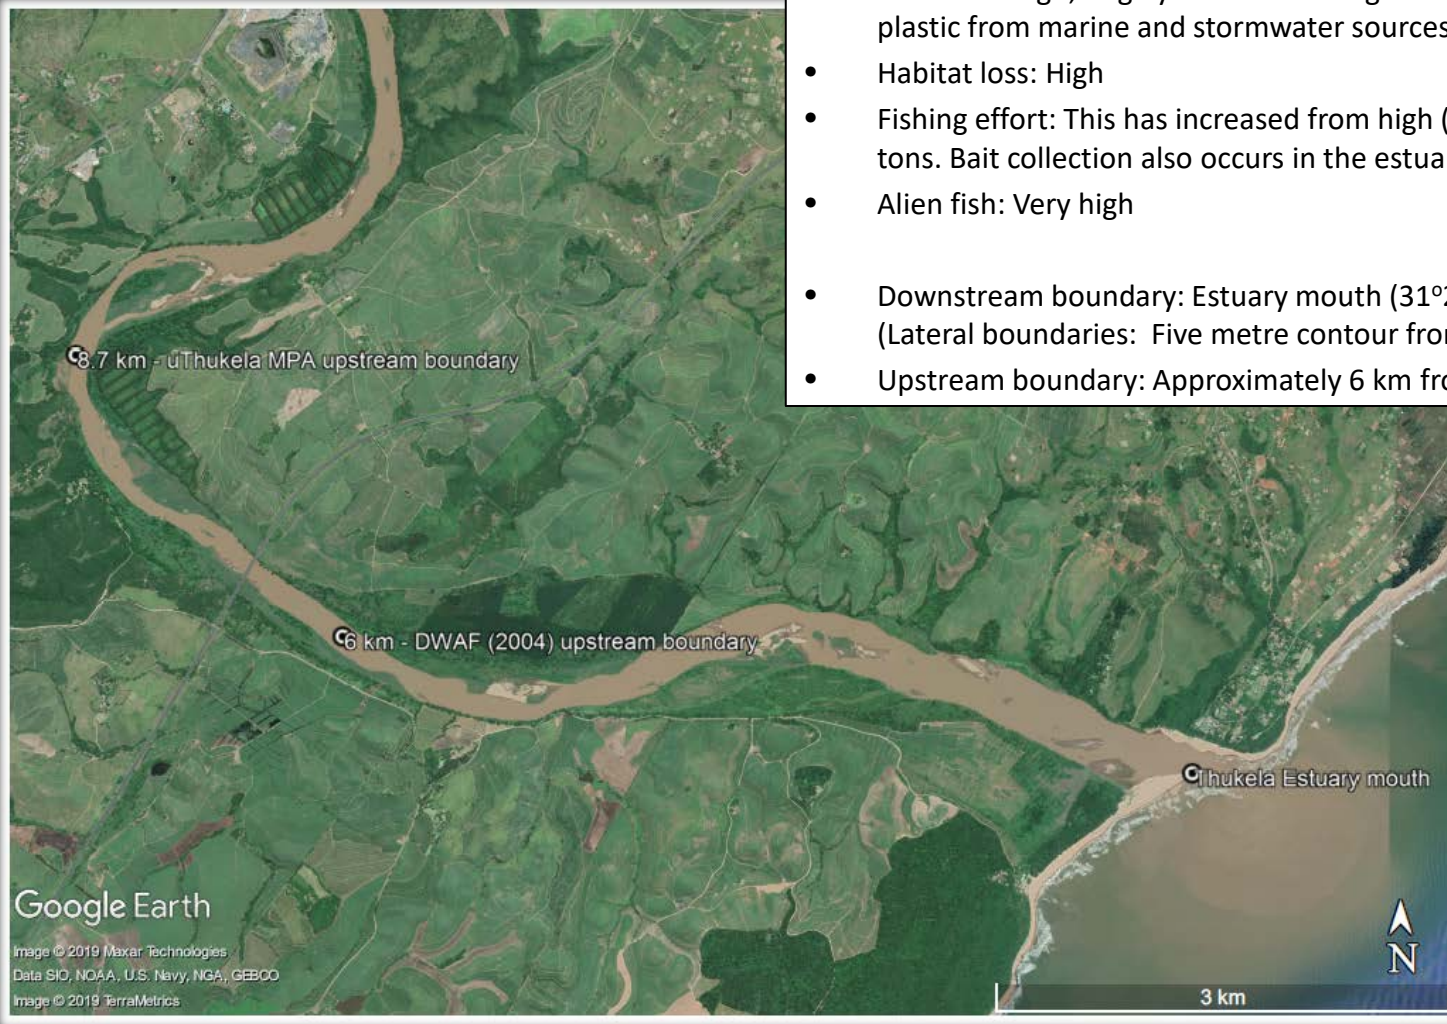 plastic from marine and stormwater sources
• Habitat loss: High
• Fishing effort: This has increased from high (
tons. Bait collection also occurs in the estua
• Alien fish: Very high
• Downstream boundary: Estuary mouth (31º2
(Lateral boundaries: Five metre contour fro
• Upstream boundary: Approximately 6 km fro
8.7 km - uThukela MPA upstream boundary
6 km - DWAF (2004) upstream boundary
Thukela Estuary mouth
Google Earth
Image © 2019 Maxar Technologies
Data SIO, NOAA, U.S. Navy, NGA, GEBCO
Image © 2019 TerraMetrics
N
3 km